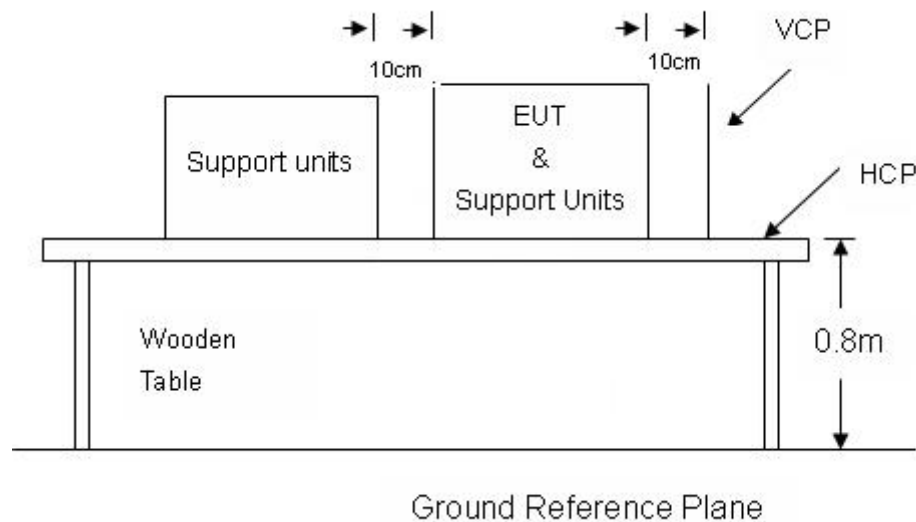 VCP
10cm
10cm
EUT
&
Support Units
Support units
HCP
Wooden
Table
0.8m
Ground Reference Plane